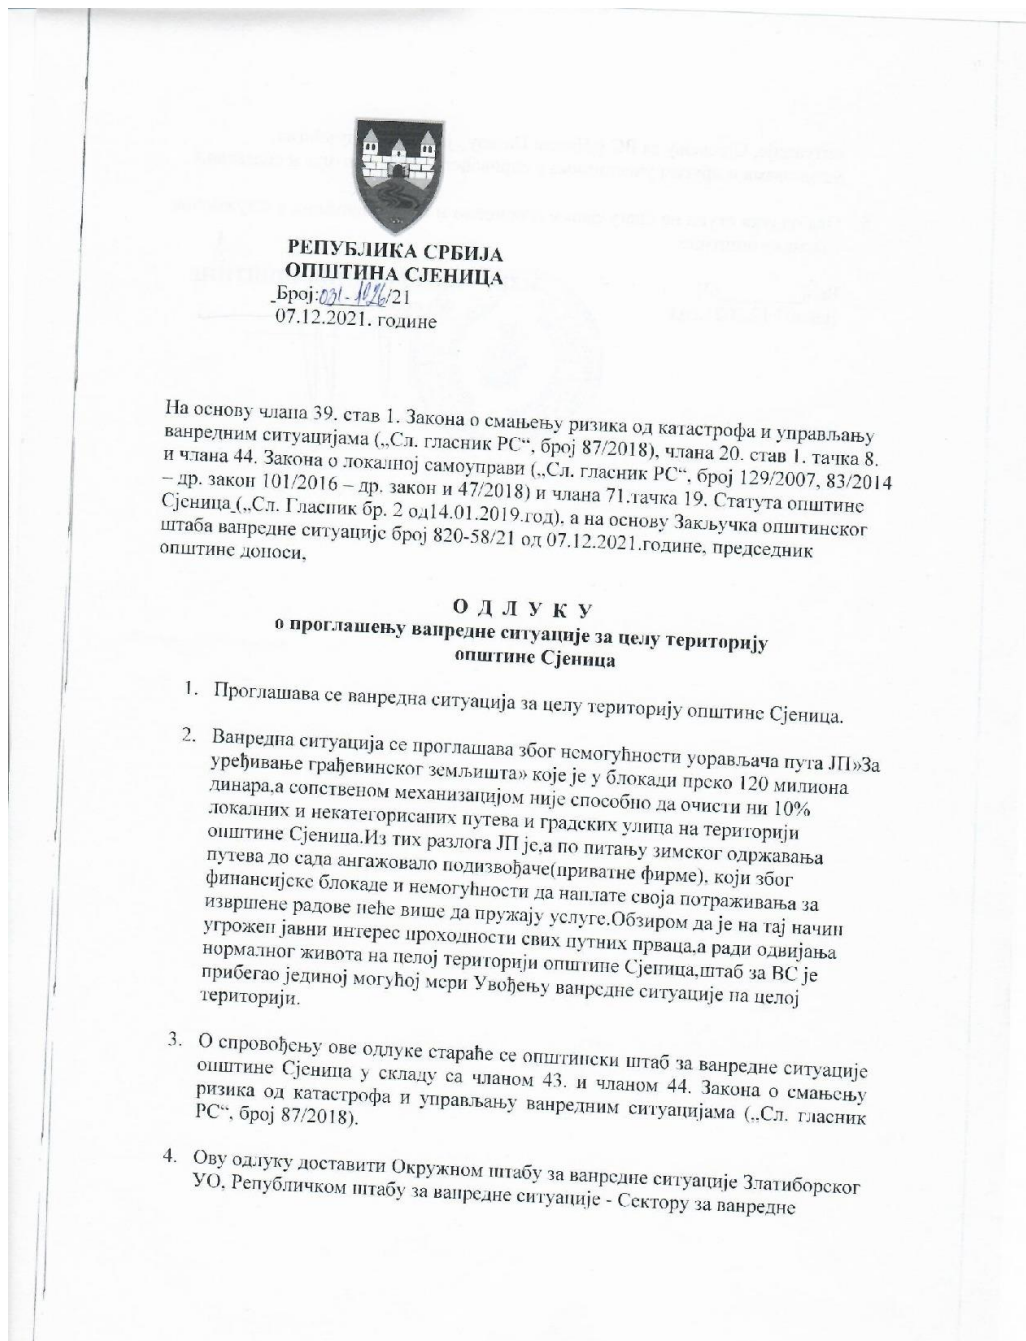 РЕПУБЛИКА СРБИЈА
ОПШТИНА СЈЕНИЦА
Број:031-1926/21
07.12.2021. године
На основу члана 39. став 1. Закона о смањењу ризика од катастрофа и управљању
ванредним ситуацијама („Сл. гласник РС“, број 87/2018), члана 20. став 1. тачка 8.
и члана 44. Закона о локалној самоуправи („Сл. гласник РС“, број 129/2007, 83/2014
– др. закон 101/2016 – др. закон и 47/2018) и члана 71.тачка 19. Статута општине
Сјеница („Сл. Гласник бр. 2 од14.01.2019.год), а на основу Закључка општинског
штаба ванредне ситуације број 820-58/21 од 07.12.2021.године, председник
општине доноси,
О Д Л У К У
о проглашењу ванредне ситуације за целу територију
општине Сјеница
1. Проглашава се ванредна ситуација за целу територију општине Сјеница.
2. Ванредна ситуација се проглашава због немогућности уорављача пута ЈП»За
уређивање грађевинског земљишта» које је у блокади преко 120 милиона
динара,а сопственом механизацијом није способно да очисти ни 10%
локалних и некатегорисаних путева и градских улица на територији
општине Сјеница.Из тих разлога ЈП је,а по питању зимског одржавања
путева до сада ангажовало подизвођаче(приватне фирме), који због
финансијске блокаде и немогућности да наплате своја потраживања за
извршене радове неће више да пружају услуге.Обзиром да је на тај начин
угрожен јавни интерес проходности свих путних прваца,а ради одвијања
нормалног живота на целој територији општине Сјеница,штаб за ВС је
прибегао јединој могућој мери Увођењу ванредне ситуације на целој
територији.
3. О спровођењу ове одлуке стараће се општински штаб за ванредне ситуације
општине Сјеница у складу са чланом 43. и чланом 44. Закона о смањењу
ризика од катастрофа и управљању ванредним ситуацијама („Сл. гласник
РС“, број 87/2018).
4. Ову одлуку доставити Окружном штабу за ванредне ситуације Златиборског
УО, Републичком штабу за ванредне ситуације - Сектору за ванредне